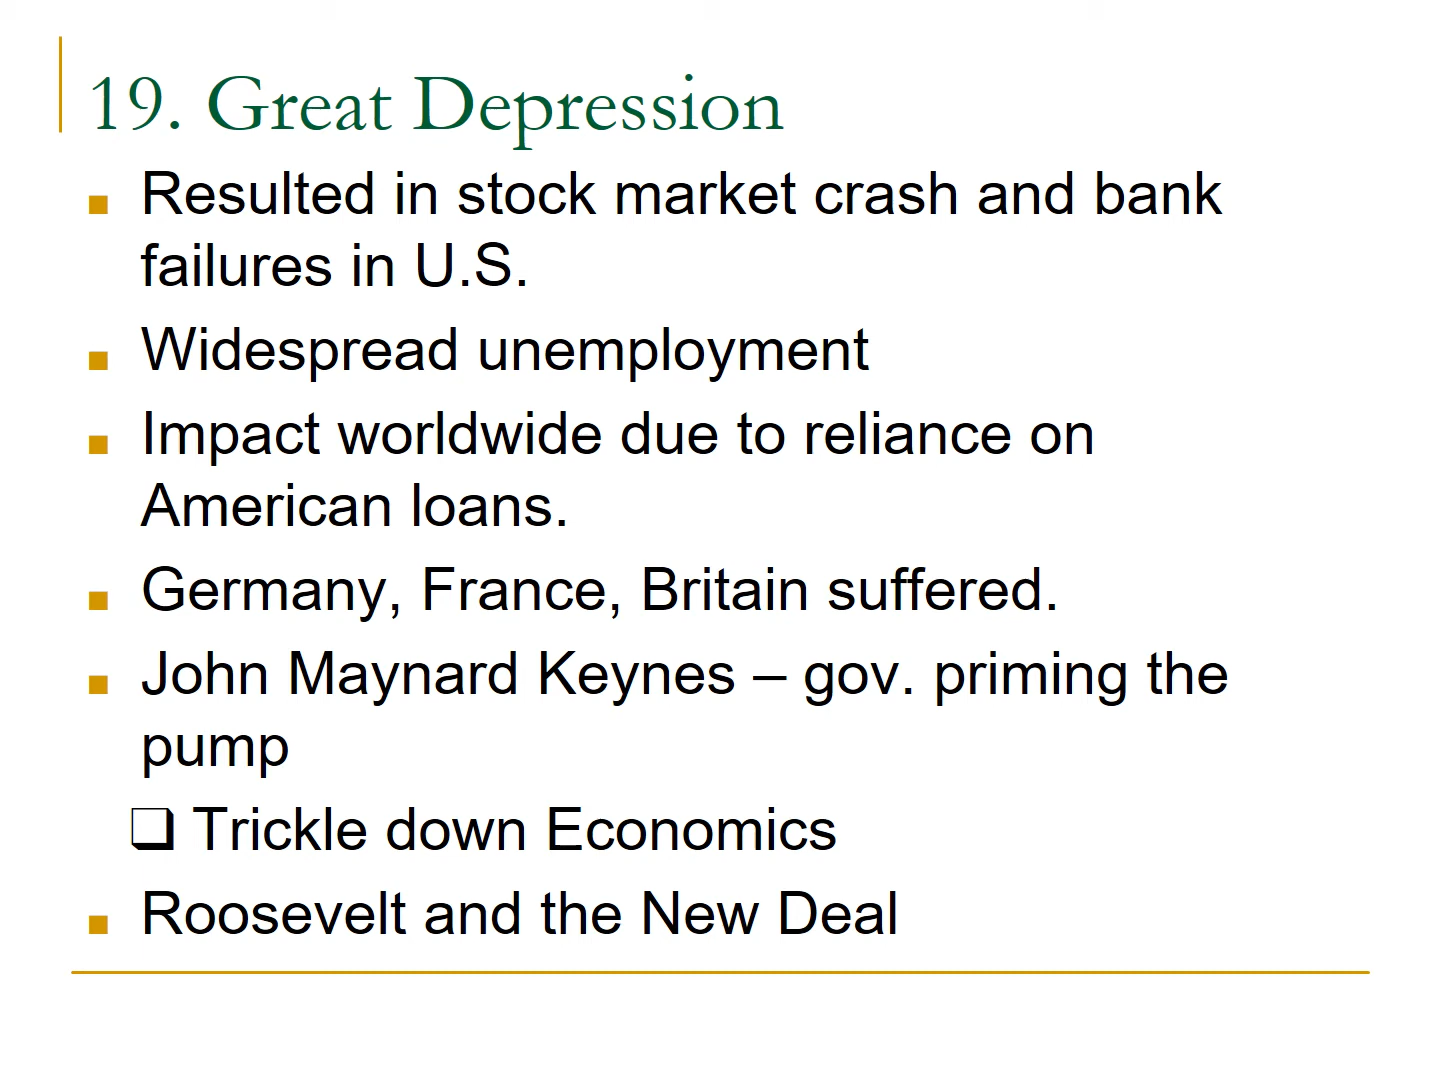 19. Great Depression
■ Resulted in stock market crash and bank
failures in U.S.
■ Widespread unemployment
■ Impact worldwide due to reliance on
American loans.
■ Germany, France, Britain suffered.
■ John Maynard Keynes – gov. priming the
pump
❑ Trickle down Economics
■ Roosevelt and the New Deal